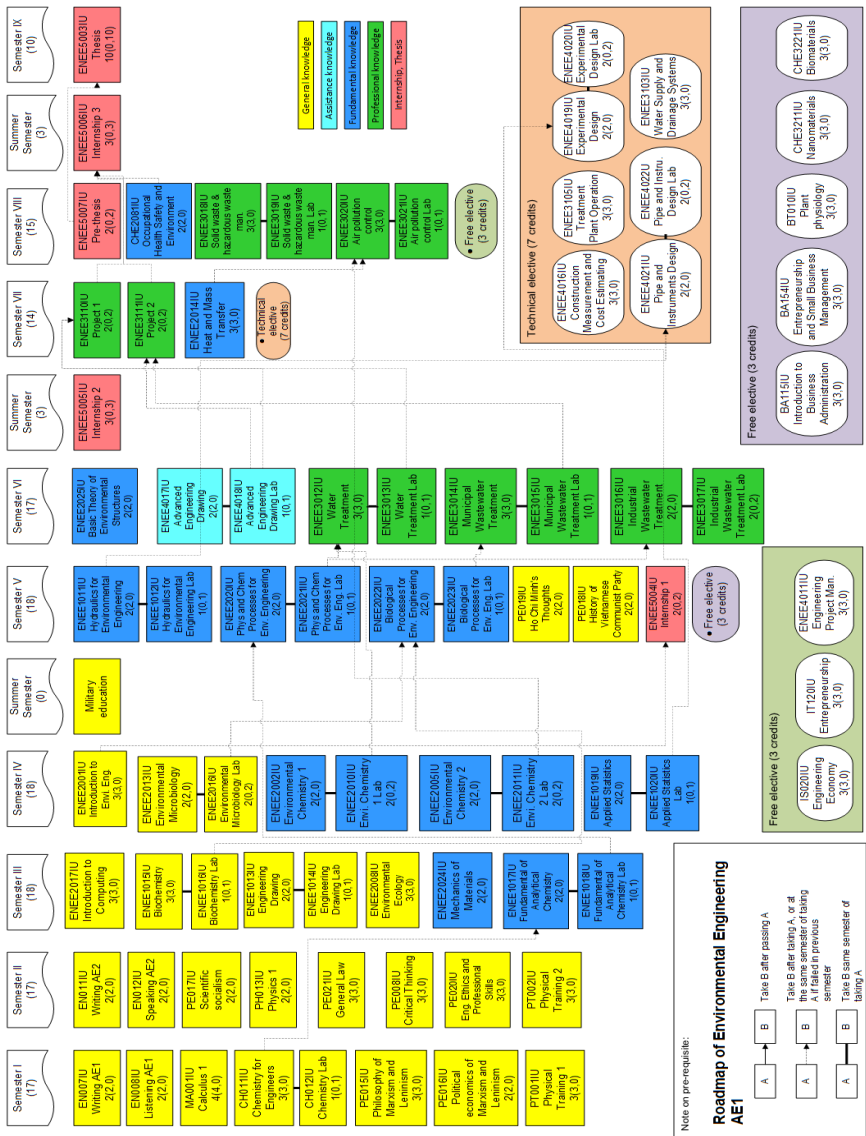 Roadmap of Environmental Engineering
AE1
Note on pre-requisite:
A
B
Take B after passing A
A
B
Take B after taking A, or at
the same semester of taking
A if failed in previous
semester
A
B
Take B same semester of
taking A
Semester I
(17)
EN007IU
Writing AE1
2(2,0)
EN008IU
Listening AE1
2(2,0)
MA001IU
Calculus 1
4(4,0)
CH011IU
Chemistry for
Engineers
3(3,0)
CH012IU
Chemistry Lab
1(0,1)
PE015IU
Philosophy of
Marxism and
Leninism
3(3,0)
PE016IU
Political
economics of
Marxism and
Leninism
2(2,0)
PT001IU
Physical
Training 1
3(3,0)
Semester II
(17)
EN011IU
Writing AE2
2(2,0)
EN012IU
Speaking AE2
2(2,0)
PE017IU
Scientific
socialism
2(2,0)
PH013IU
Physics 1
2(2,0)
PE021IU
General Law
3(3,0)
PE008IU
Critical Thinking
3(3,0)
PE020IU
Eng. Ethics and
Professional
Skills
3(3,0)
PT002IU
Physical
Training 2
3(3,0)
Semester III
(18)
ENEE2017IU
Introduction to
Computing
3(3,0)
ENEE1015IU
Biochemistry
3(3,0)
ENEE1016IU
Biochemistry Lab
1(0,1)
ENEE1013IU
Engineering
Drawing
2(2,0)
ENEE1014IU
Engineering
Drawing Lab
1(0,1)
ENEE2008IU
Environmental
Ecology
3(3,0)
ENEE2024IU
Mechanics of
Materials
2(2,0)
ENEE1017IU
Fundamental of
Analytical
Chemistry
2(2,0)
ENEE1018IU
Fundamental of
Analytical
Chemistry Lab
1(0,1)
Semester IV
(18)
ENEE2001IU
Introduction to
Envi. Eng.
3(3,0)
ENEE2013IU
Environmental
Microbiology
2(2,0)
ENEE2016IU
Environmental
Microbiology Lab
2(0,2)
ENEE2002IU
Environmental
Chemistry 1
2(2,0)
ENEE2010IU
Envi. Chemistry
1 Lab
2(0,2)
ENEE2005IU
Environmental
Chemistry 2
2(2,0)
ENEE2011IU
Envi. Chemistry
2 Lab
2(0,2)
ENEE1019IU
Applied Statistics
2(2,0)
ENEE1020IU
Applied Statistics
Lab
1(0,1)
Summer
Semester
(0)
Military
education
Semester V
(18)
ENEE1011IU
Hydraulics for
Environmental
Engineering
2(2,0)
ENEE1012IU
Hydraulics for
Environmental
Engineering Lab
1(0,1)
ENEE2020IU
Phys and Chem
Processes for
Env. Engineering
2(2,0)
ENEE2021IU
Phys and Chem
Processes for
Env. Eng. Lab
1(0,1)
ENEE2022IU
Biological
Processes for
Env. Engineering
2(2,0)
ENEE2023IU
Biological
Processes for
Env. Eng. Lab
1(0,1)
PE019IU
Ho Chi Minh's
Thoughts
2(2,0)
PE018IU
History of
Vietnamese
Communist Party
2(2,0)
ENEE5004IU
Internship 1
2(0,2)
• Free elective
(3 credits)
Semester VI
(17)
ENEE2025IU
Basic Theory of
Environmental
Structures
2(2,0)
ENEE4017IU
Advanced
Engineering
Drawing
2(2,0)
ENEE4018IU
Advanced
Engineering
Drawing Lab
1(0,1)
ENEE3012IU
Water
Treatment
3(3,0)
ENEE3013IU
Water
Treatment Lab
1(0,1)
ENEE3014IU
Municipal
Wastewater
Treatment
3(3,0)
ENEE3015IU
Municipal
Wastewater
Treatment Lab
1(0,1)
ENEE3016IU
Industrial
Wastewater
Treatment
2(2,0)
ENEE3017IU
Industrial
Wastewater
Treatment Lab
2(0,2)
Summer
Semester
(3)
ENEE5005IU
Internship 2
3(0,3)
Semester VII
(14)
ENEE3110IU
Project 1
2(0,2)
ENEE3111IU
Project 2
2(0,2)
ENEE2014IU
Heat and Mass
Transfer
3(3,0)
• Technical
elective
(7 credits)
Semester VIII
(15)
ENEE5007IU
Pre-thesis
2(0,2)
CHE2081IU
Occupational
Health Safety and
Environment
2(2,0)
ENEE3018IU
Solid waste &
hazardous waste
man.
3(3,0)
ENEE3019IU
Solid waste &
hazardous waste
man. Lab
1(0,1)
ENEE3020IU
Air pollution
control
3(3,0)
ENEE3021IU
Air pollution
control Lab
1(0,1)
• Free elective
(3 credits)
Summer
Semester
(3)
ENEE5006IU
Internship 3
3(0,3)
Semester IX
(10)
ENEE5003IU
Thesis
10(0,10)
General knowledge
Assistance knowledge
Fundamental knowledge
Professional knowledge
Internship, Thesis
Technical elective (7 credits)
ENEE4016IU
Construction
Measurement and
Cost Estimating
3(3,0)
ENEE3105IU
Treatment
Plant Operation
3(3,0)
ENEE4019IU
Experimental
Design
2(2,0)
ENEE4020IU
Experimental
Design Lab
2(0,2)
ENEE4021IU
Pipe and
Instruments Design
2(2,0)
ENEE4022IU
Pipe and Instru.
Design Lab
2(0,2)
ENEE3103IU
Water Supply and
Drainage Systems
3(3,0)
Free elective (3 credits)
BA115IU
Introduction to
Business
Administration
3(3,0)
BA154IU
Entrepreneurship
and Small Business
Management
3(3,0)
BT010IU
Plant
physiology
3(3,0)
CHE3211IU
Nanomaterials
3(3,0)
CHE3221IU
Biomaterials
3(3,0)
Free elective (3 credits)
IS020IU
Engineering
Economy
3(3,0)
IT120IU
Entrepreneurship
3(3,0)
ENEE4011IU
Engineering
Project Man.
3(3,0)